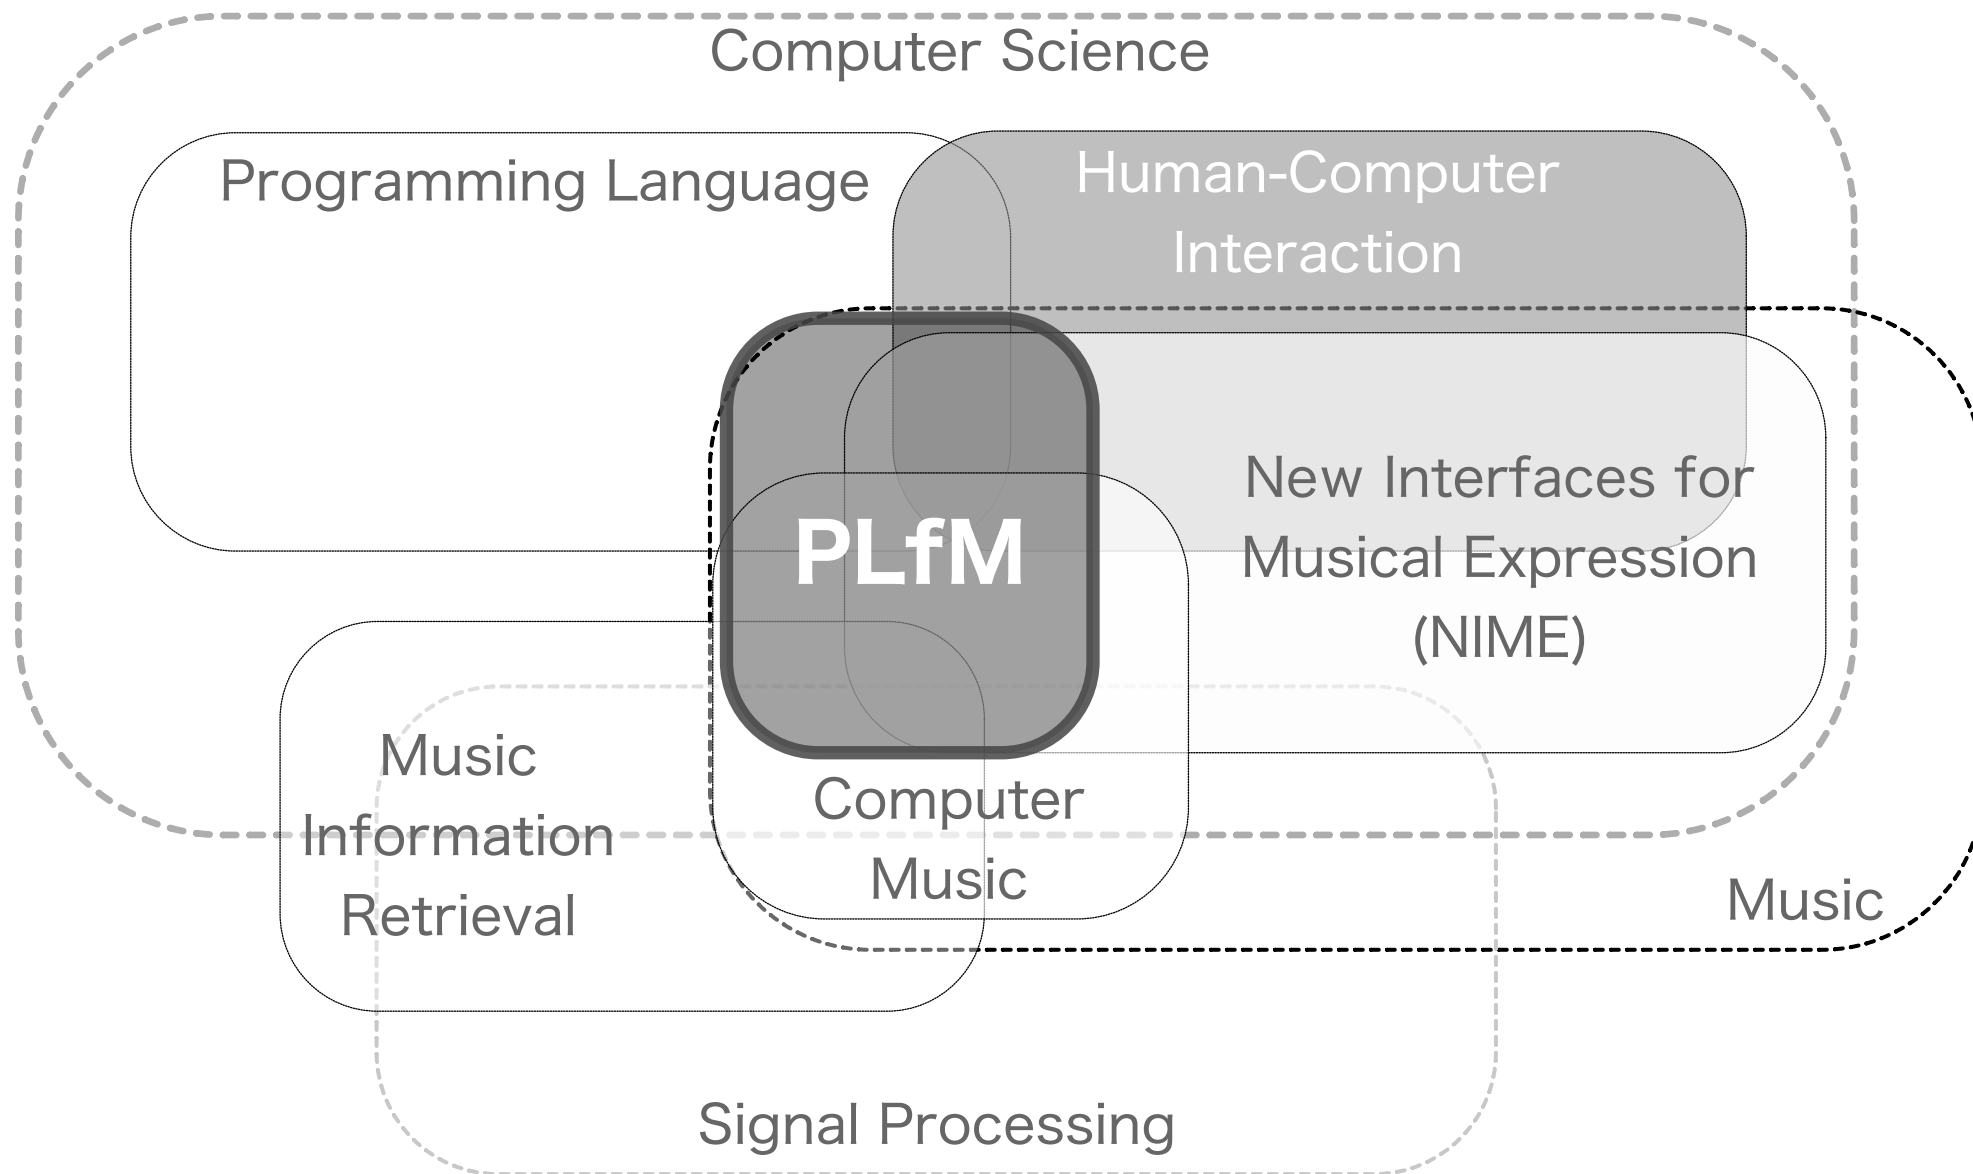 Computer Science
Programming Language
Human-Computer
Interaction
New Interfaces for
Musical Expression
(NIME)
PLfM
Music
Information
Retrieval
Computer
Music
Music
Signal Processing